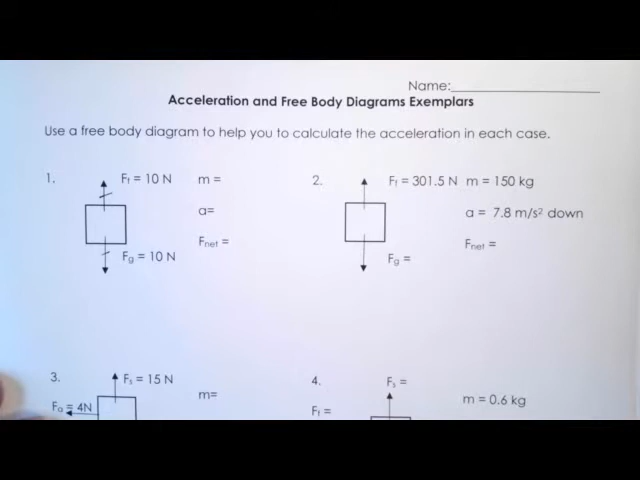 Name:
Acceleration and Free Body Diagrams Exemplars
Use a free body diagram to help you to calculate the acceleration in each case.
1.
Ft = 10 N
m =
a=
Fnet =
Fg = 10 N
2.
Ff = 301.5 N m = 150 kg
a = 7.8 m/s² down
Fnet =
Fg =
3.
Fs = 15 N
m=
Fa = 4N
4.
Fs =
m = 0.6 kg
Ff =